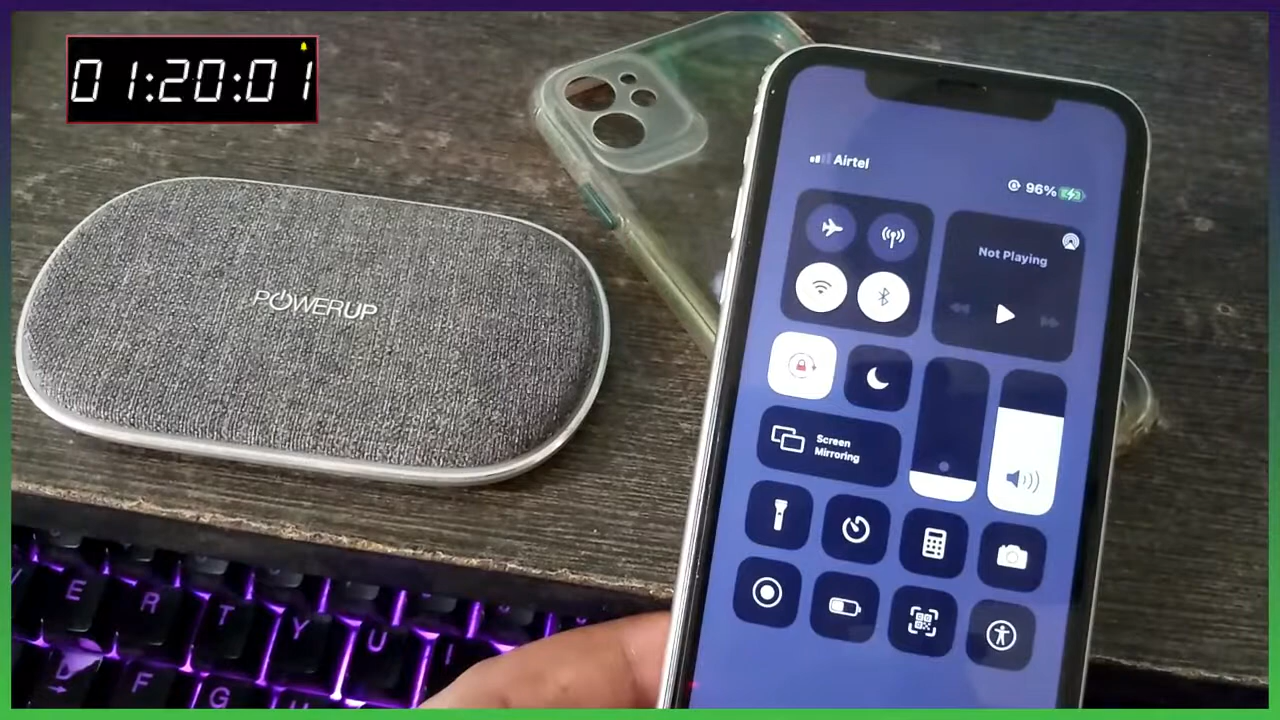 01:20:01
Airtel
96%
Not Playing
POWERUP
Screen
Mirroring
E R T Y U I
D F G